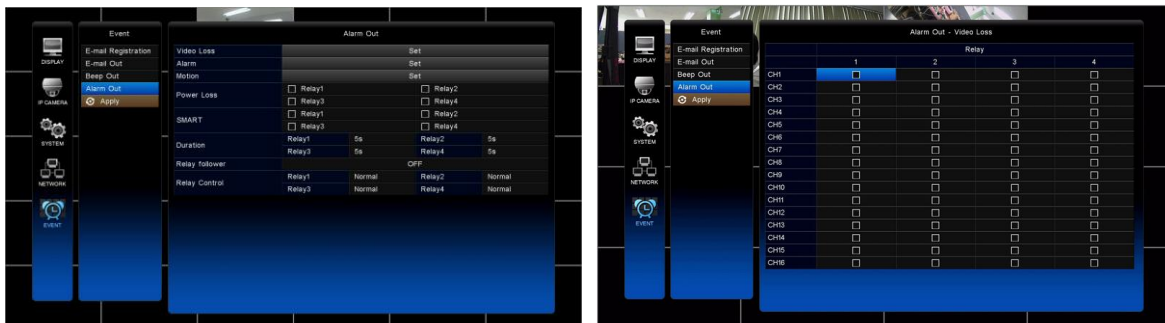 Event
Alarm Out
DISPLAY
IP CAMERA
SYSTEM
NETWORK
EVENT
E-mail Registration
E-mail Out
Beep Out
Alarm Out
Apply
Video Loss Set
Alarm Set
Motion Set
Power Loss Relay1 Relay2
Relay3 Relay4
SMART Relay1 Relay2
Relay3 Relay4
Duration Relay1 5s Relay2 5s
Relay3 5s Relay4 5s
Relay follower OFF
Relay Control Relay1 Normal Relay2 Normal
Relay3 Normal Relay4 Normal
Event
Alarm Out - Video Loss
DISPLAY
IP CAMERA
SYSTEM
NETWORK
EVENT
E-mail Registration
E-mail Out
Beep Out
Alarm Out
Apply
Relay
1 2 3 4
CH1
CH2
CH3
CH4
CH5
CH6
CH7
CH8
CH9
CH10
CH11
CH12
CH13
CH14
CH15
CH16